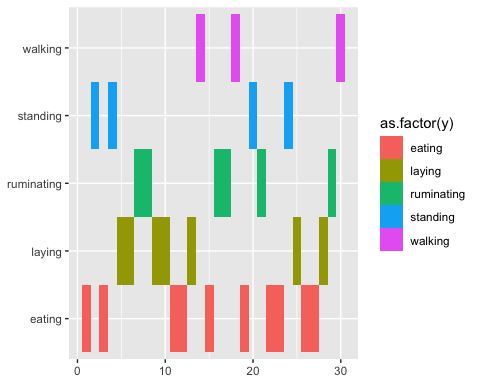 walking
standing
ruminating
laying
eating
0
10
20
30
as.factor(y)
eating
laying
ruminating
standing
walking